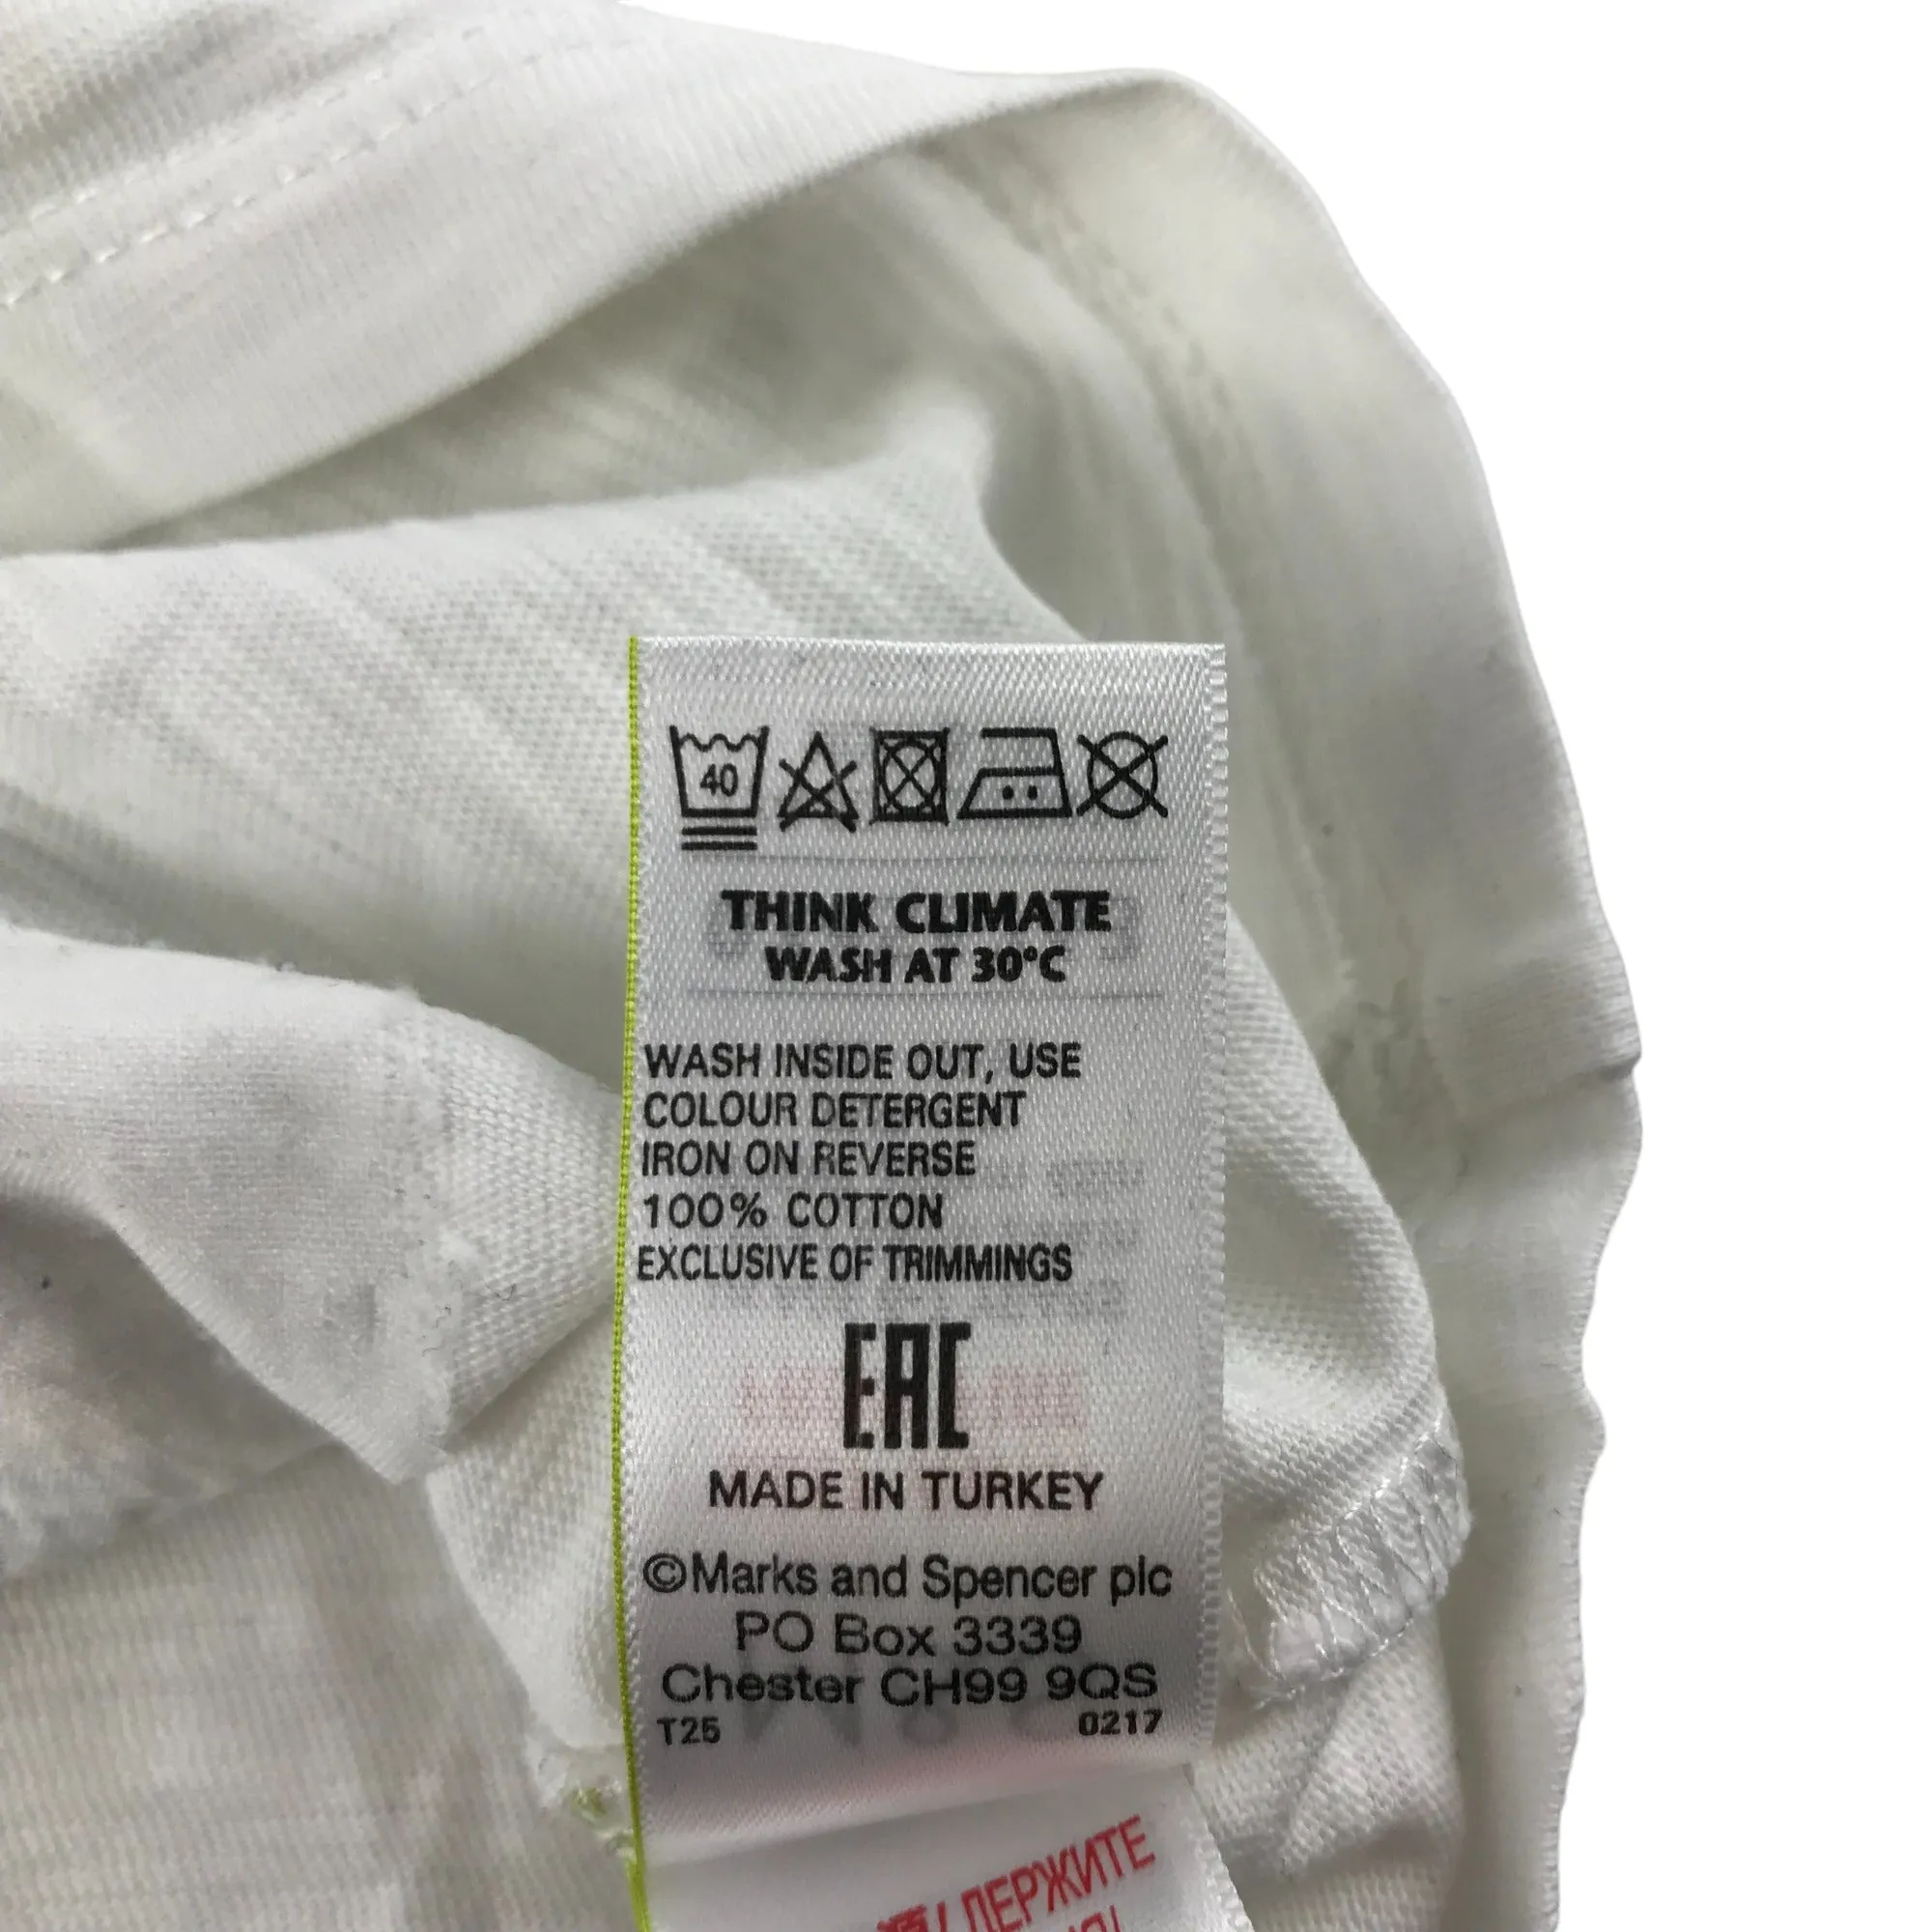 40
THINK CLIMATE
WASH AT 30°C
WASH INSIDE OUT, USE
COLOUR DETERGENT
IRON ON REVERSE
100% COTTON
EXCLUSIVE OF TRIMMINGS
EAC
MADE IN TURKEY
©Marks and Spencer plc
PO Box 3339
Chester CH99 9QS
T25 0217
ДЕРЖИТЕ